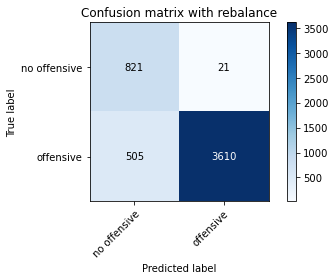 Confusion matrix with rebalance
True label
no offensive
offensive
821
21
505
3610
no offensive
offensive
Predicted label
3500
3000
2500
2000
1500
1000
500